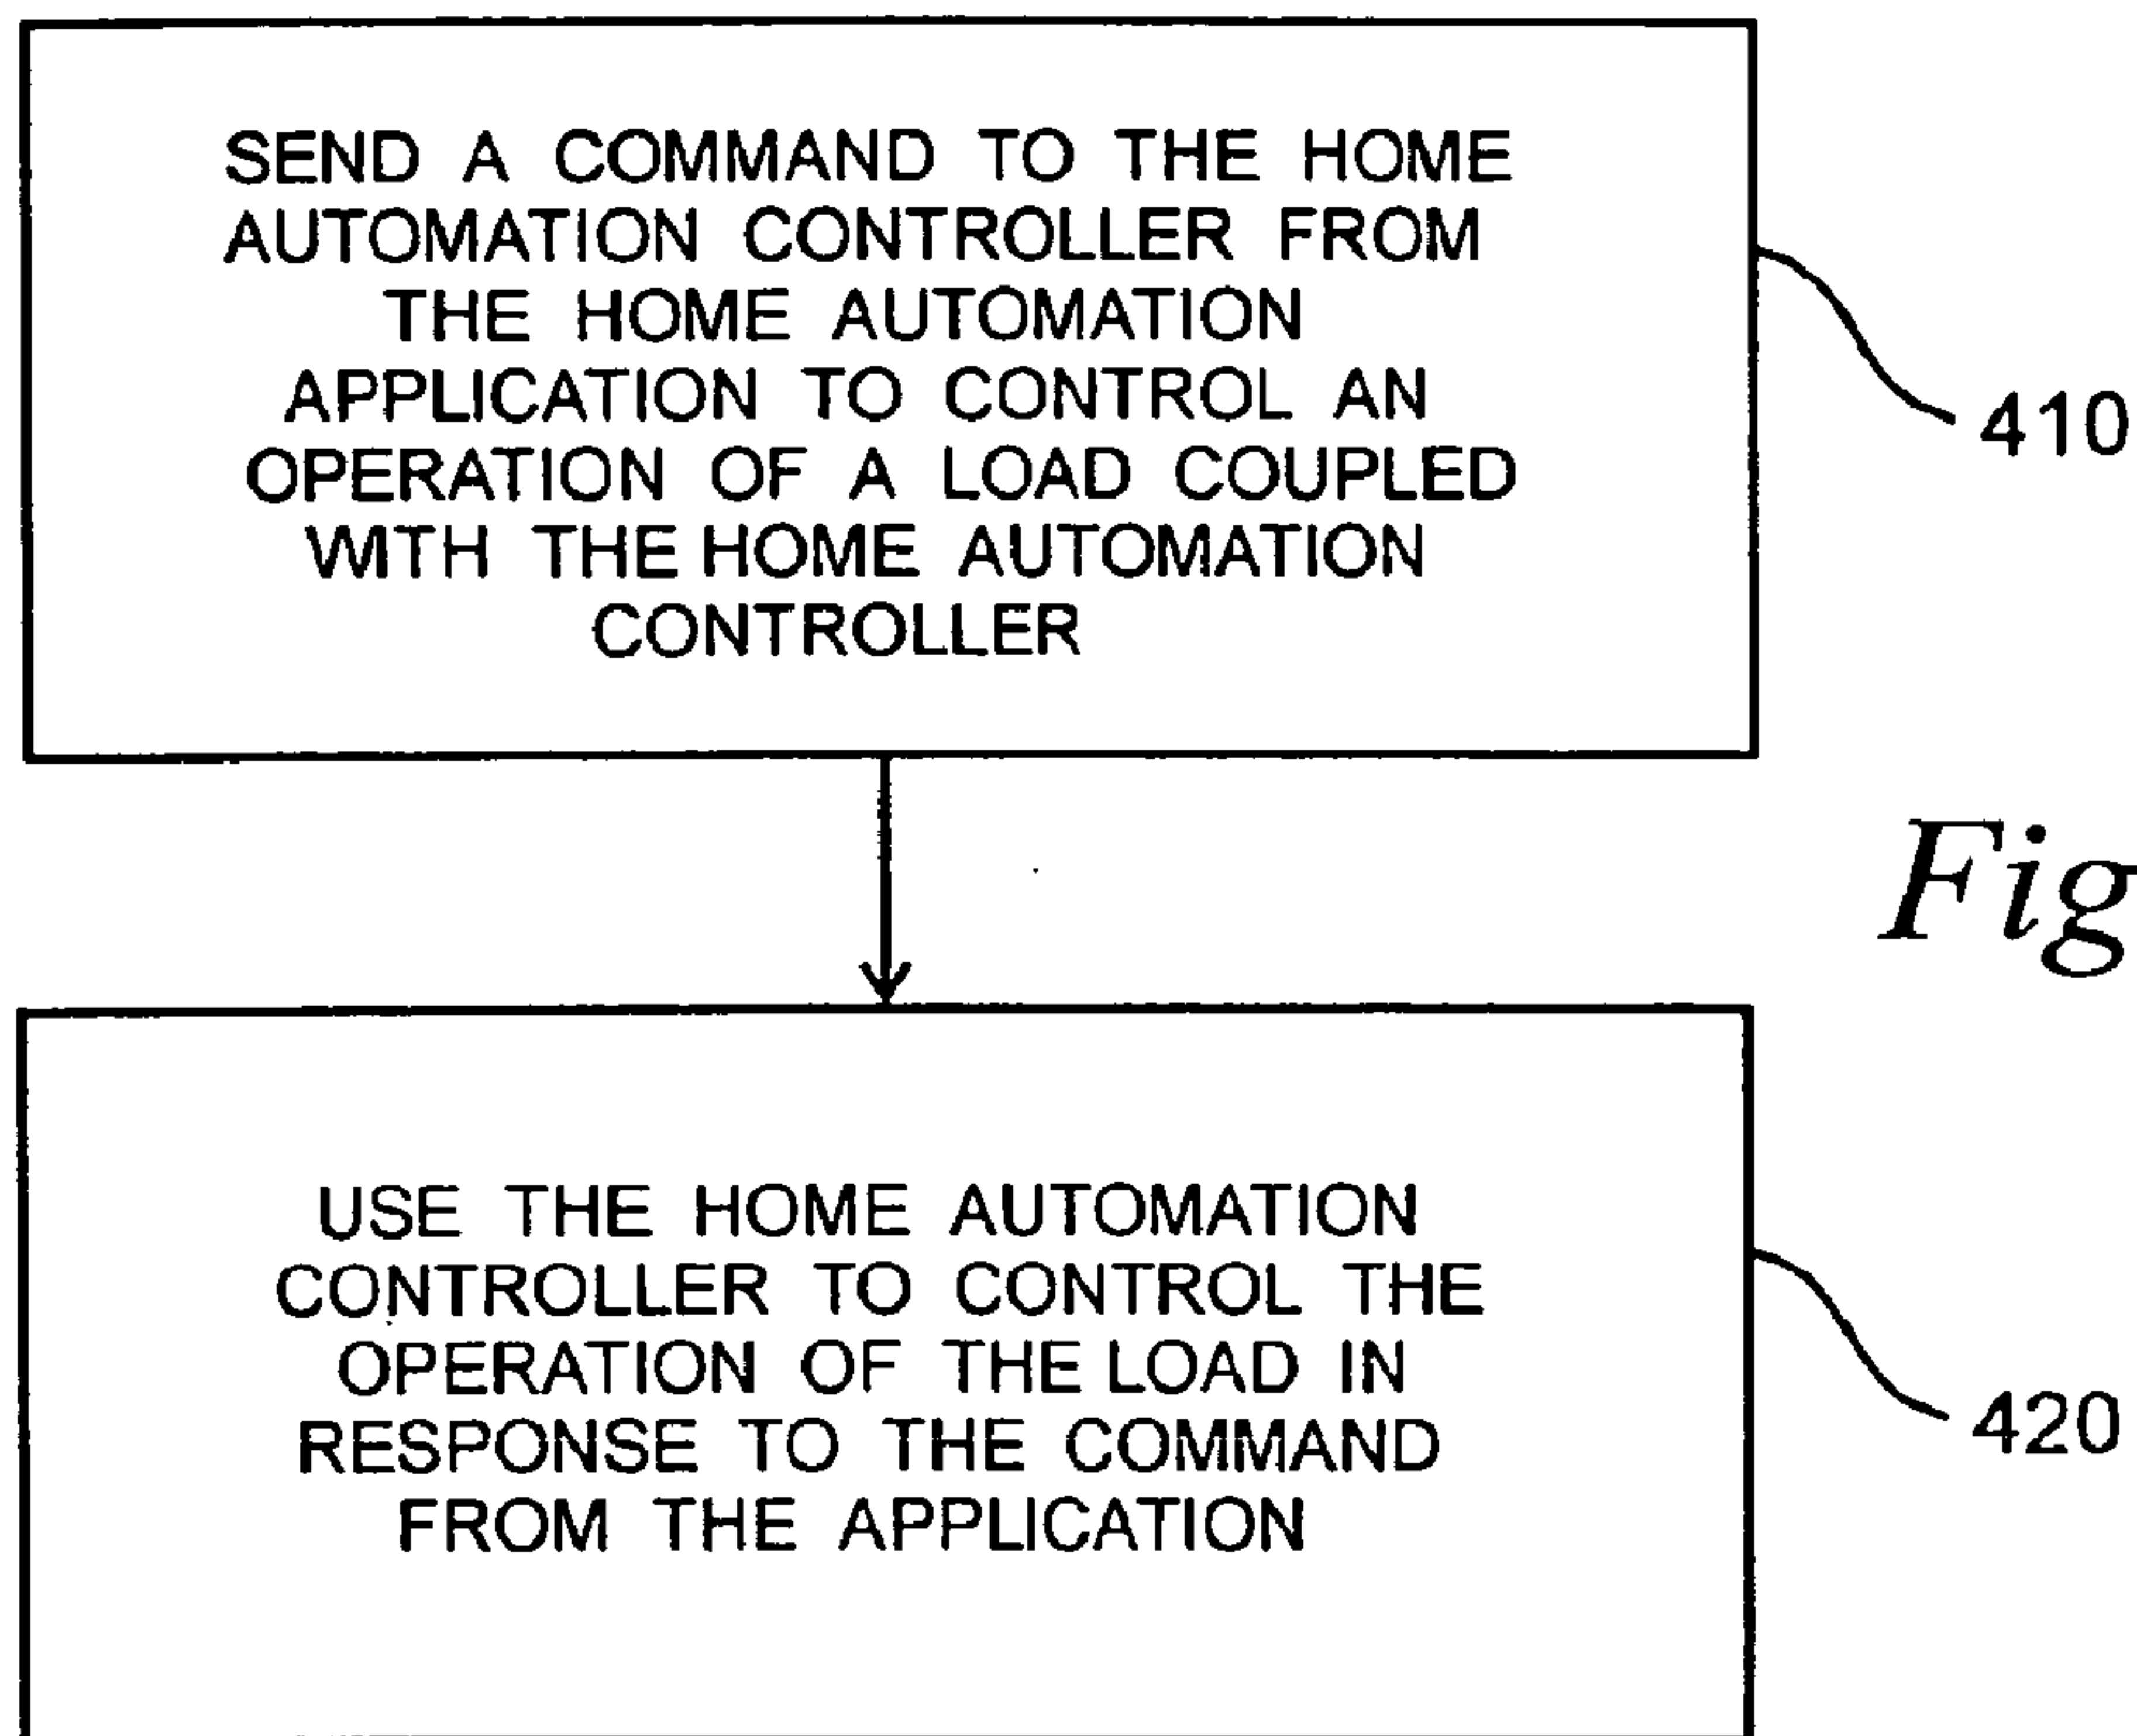 SEND A COMMAND TO THE HOME
AUTOMATION CONTROLLER FROM
THE HOME AUTOMATION
APPLICATION TO CONTROL AN
OPERATION OF A LOAD COUPLED
WITH THE HOME AUTOMATION
CONTROLLER
410
Fig
USE THE HOME AUTOMATION
CONTROLLER TO CONTROL THE
OPERATION OF THE LOAD IN
RESPONSE TO THE COMMAND
FROM THE APPLICATION
420